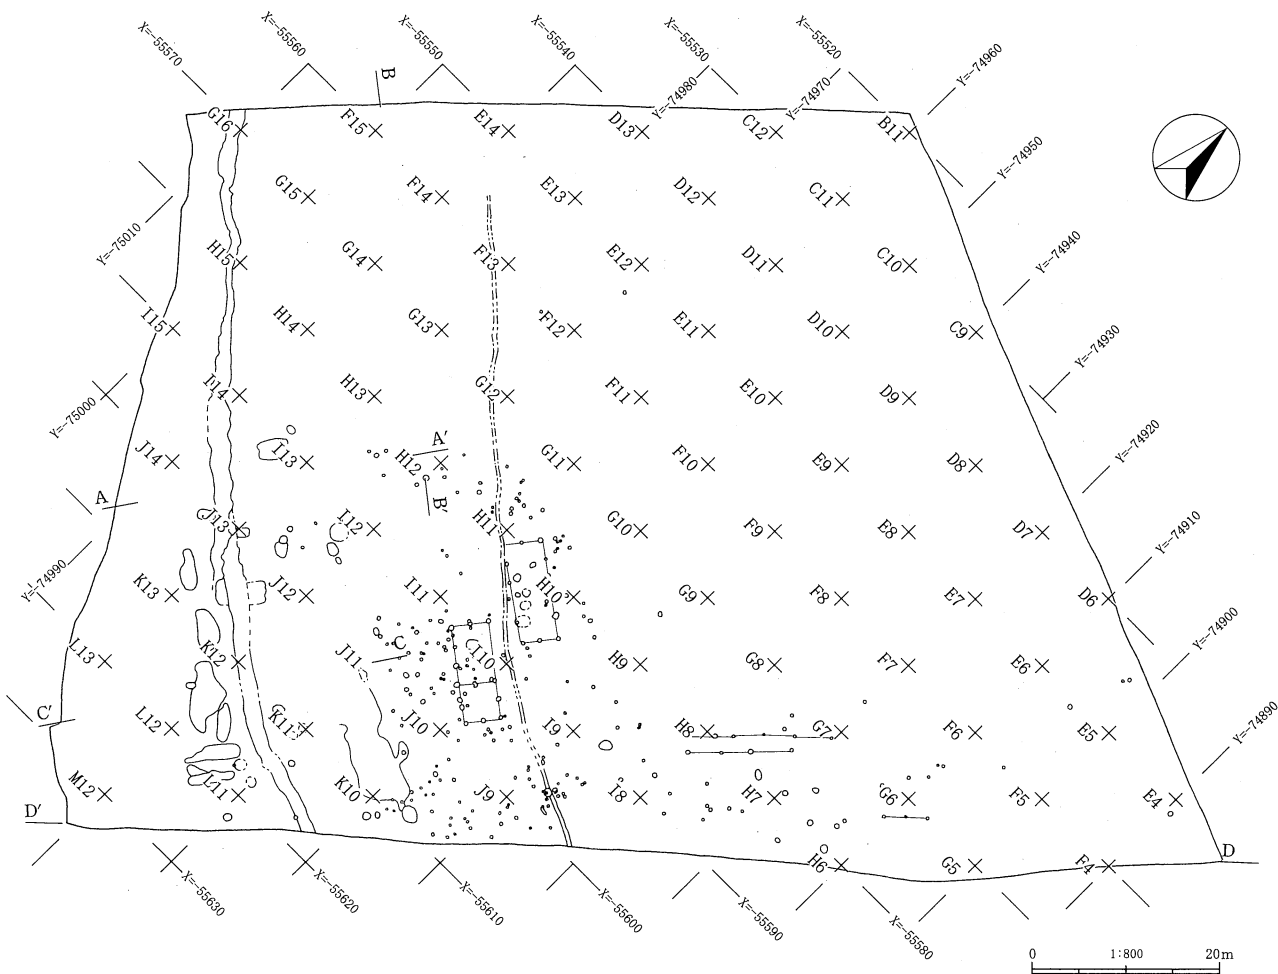 X=-55570
X=-55560
X=-55550
X=-55540
X=-55530
X=-55520
Y=-74980
Y=-74970
Y=-74960
B
G16
F15
E14
D13
C12
B11
Y=-74950
G15
F14
E13
D12
C11
Y=-75010
H15
G14
F13
E12
D11
C10
Y=-74940
I15
H14
G13
F12
E11
D10
C9
Y=-74930
Y=-75000
I14
H13
G12
F11
E10
D9
J14
I13
H12
A′
G11
F10
E9
D8
Y=-74920
A
B′
J13
I12
H11
G10
F9
E8
D7
Y=-74910
Y=-74990
K13
J12
I11
H10
G9
F8
E7
D6
L13
K12
J11
C
I10
H9
G8
F7
E6
Y=-74900
C′
L12
K11
J10
I9
H8
G7
F6
E5
Y=-74890
M12
L11
K10
J9
I8
H7
G6
F5
E4
D′
D
H6
G5
F4
X=-55630
X=-55620
X=-55610
X=-55600
X=-55590
X=-55580
0 1:800 20m